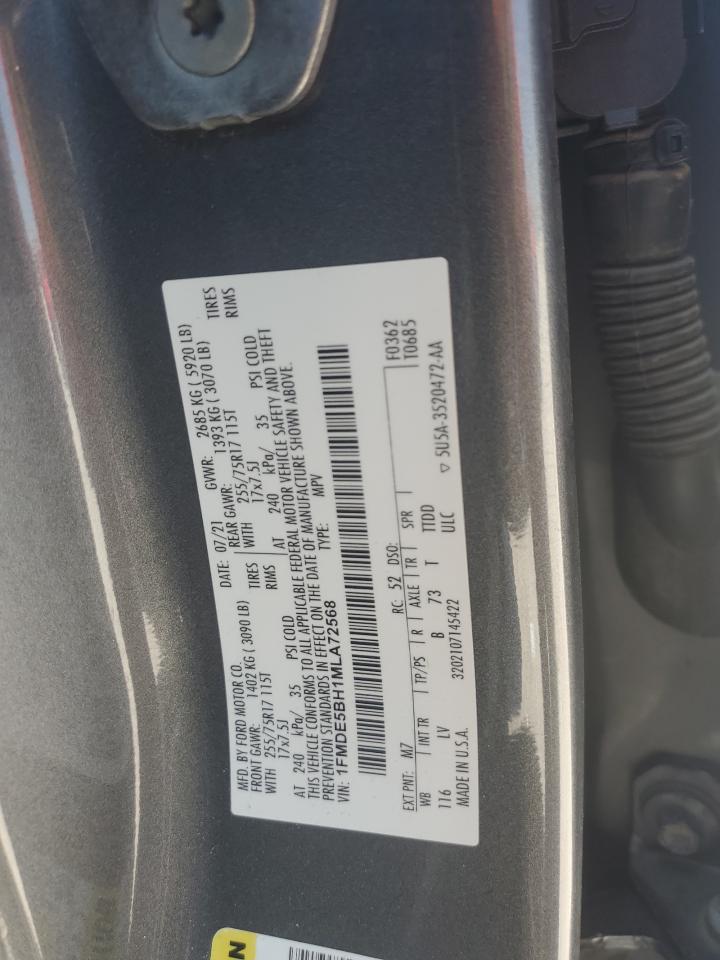 MFD. BY FORD MOTOR CO.
DATE: 07/21 GVWR: 2685 KG ( 5920 LB)
FRONT GAWR: 1402 KG ( 3090 LB) REAR GAWR: 1393 KG ( 3070 LB)
WITH 255/75R17 115T TIRES WITH 255/75R17 115T TIRES
17x7.5J RIMS 17x7.5J RIMS
AT 240 kPa/ 35 PSI COLD AT 240 kPa/ 35 PSI COLD
THIS VEHICLE CONFORMS TO ALL APPLICABLE FEDERAL MOTOR VEHICLE SAFETY AND THEFT
PREVENTION STANDARDS IN EFFECT ON THE DATE OF MANUFACTURE SHOWN ABOVE.
VIN: 1FMDE5BH1MLA72568 TYPE: MPV
F0362
EXT PNT: M7 RC: 52 DSO: T0685
WB INT TR TP/PS R AXLE TR SPR
116 LV B 73 T TTDD
ULC
MADE IN U.S.A. 3202107145422 ▽ 5U5A-3520472-AA